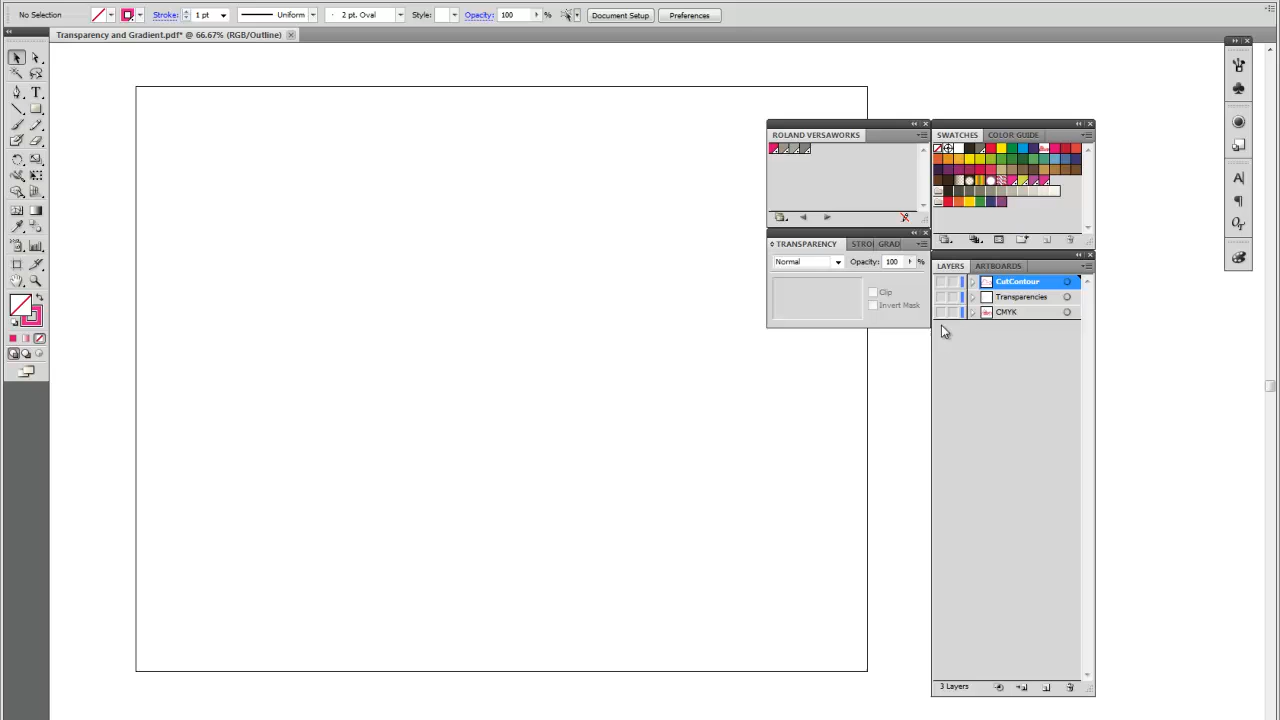 No Selection Stroke: 1 pt Uniform 2 pt. Oval Style: Opacity: 100 % Document Setup Preferences
Transparency and Gradient.pdf* @ 66.67% (RGB/Outline)
ROLAND VERSAWORKS
SWATCHES COLOR GUIDE
TRANSPARENCY STRO GRAD
Normal Opacity: 100 %
Clip
Invert Mask
LAYERS ARTBOARDS
CutContour
Transparencies
CMYK
3 Layers